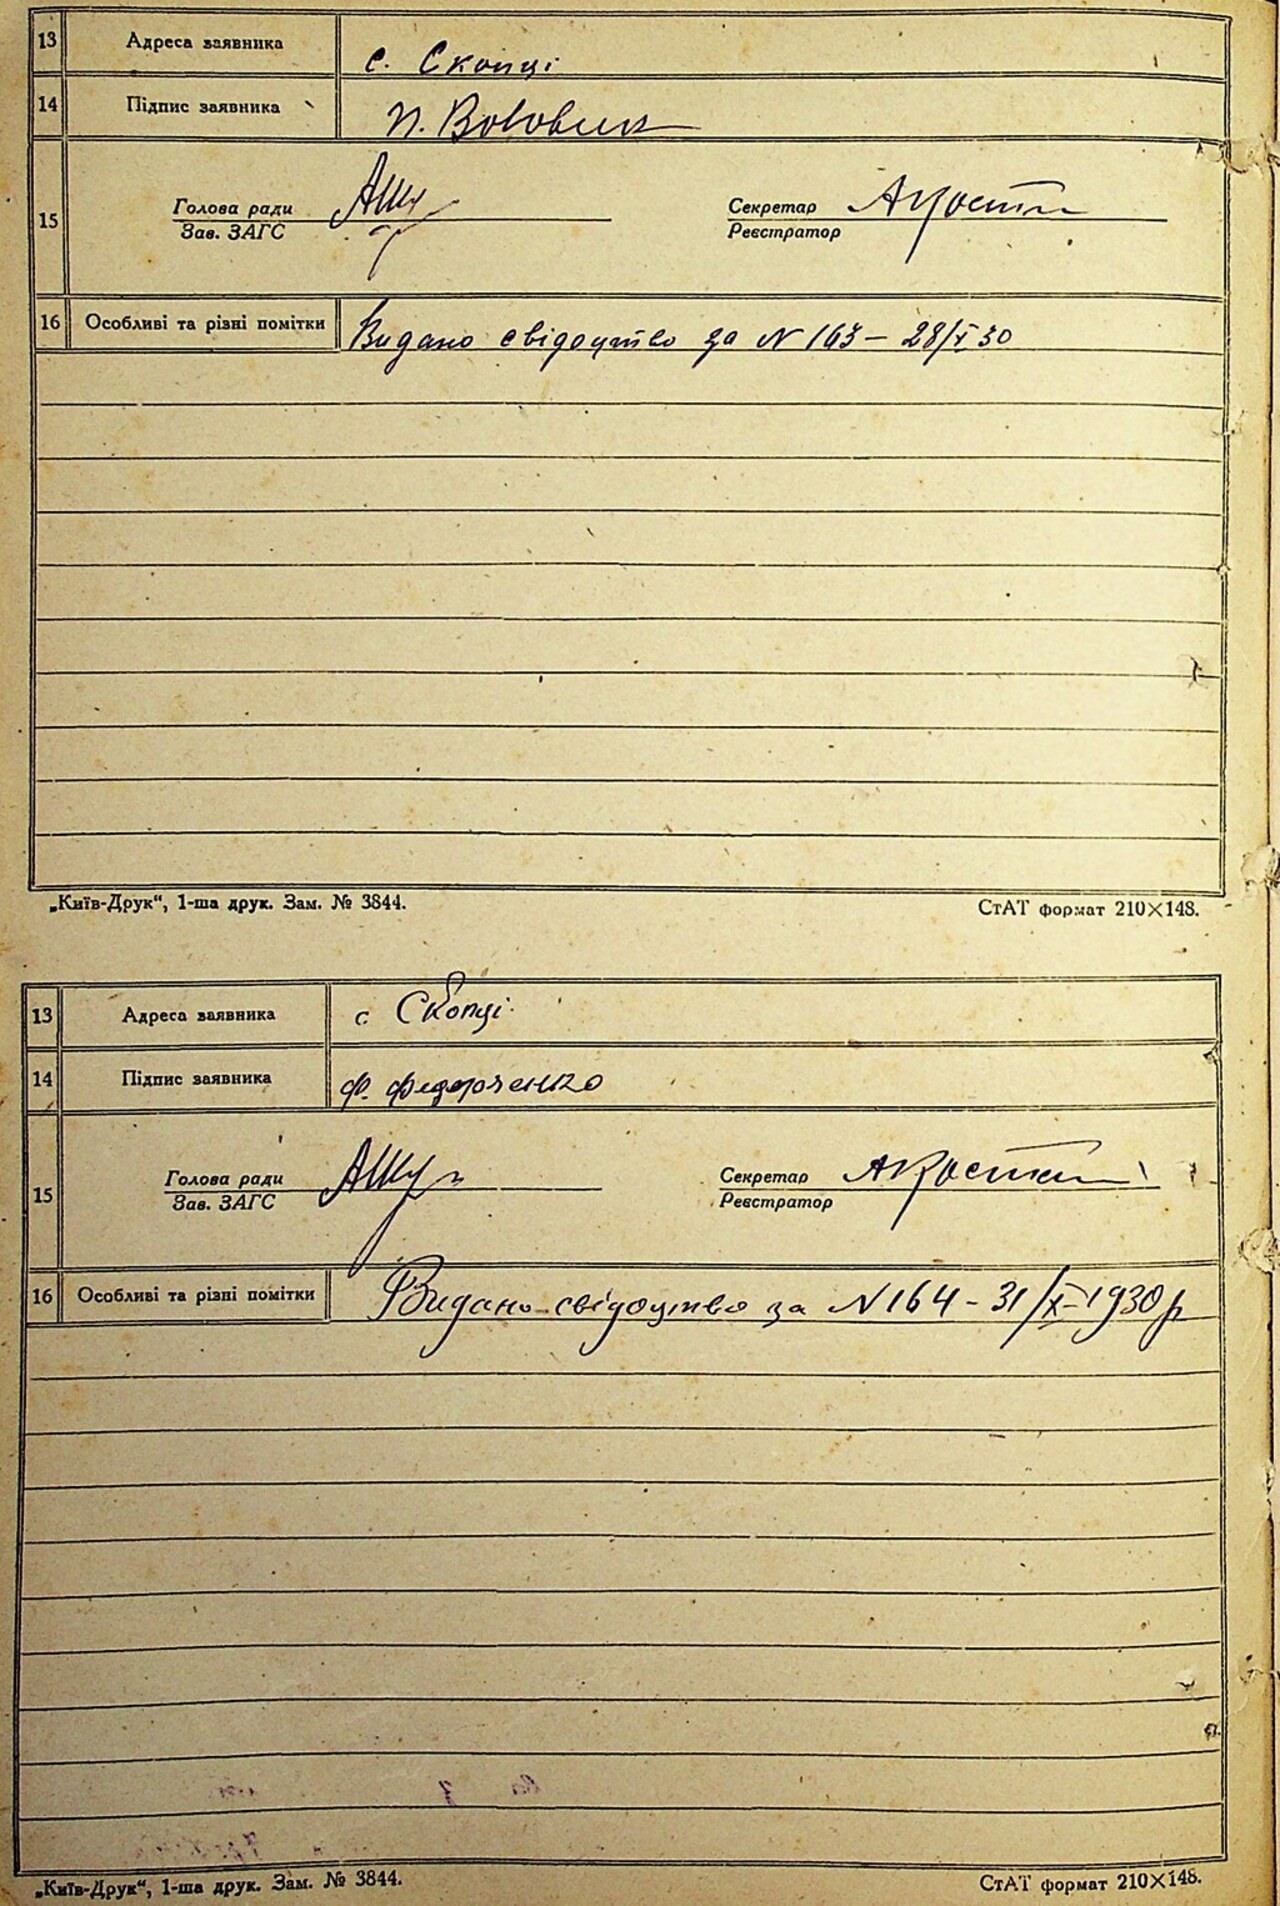 13 Адреса заявника с. Скопці
14 Підпис заявника П. Вововик
15 Голова ради Секретар
Зав. ЗАГС Реєстратор
16 Особливі та різні помітки Видано свідоцтво за N 163 – 28/X 30
„Київ-Друк“, 1-ша друк. Зам. № 3844. СтАТ формат 210×148.
13 Адреса заявника с Скопці
14 Підпис заявника Ф. Федорченко
15 Голова ради Секретар
Зав. ЗАГС Реєстратор
16 Особливі та різні помітки Видано свідоцтво за N 164 - 31/X-1930 р
„Київ-Друк“, 1-ша друк. Зам. № 3844. СтАТ формат 210×148.